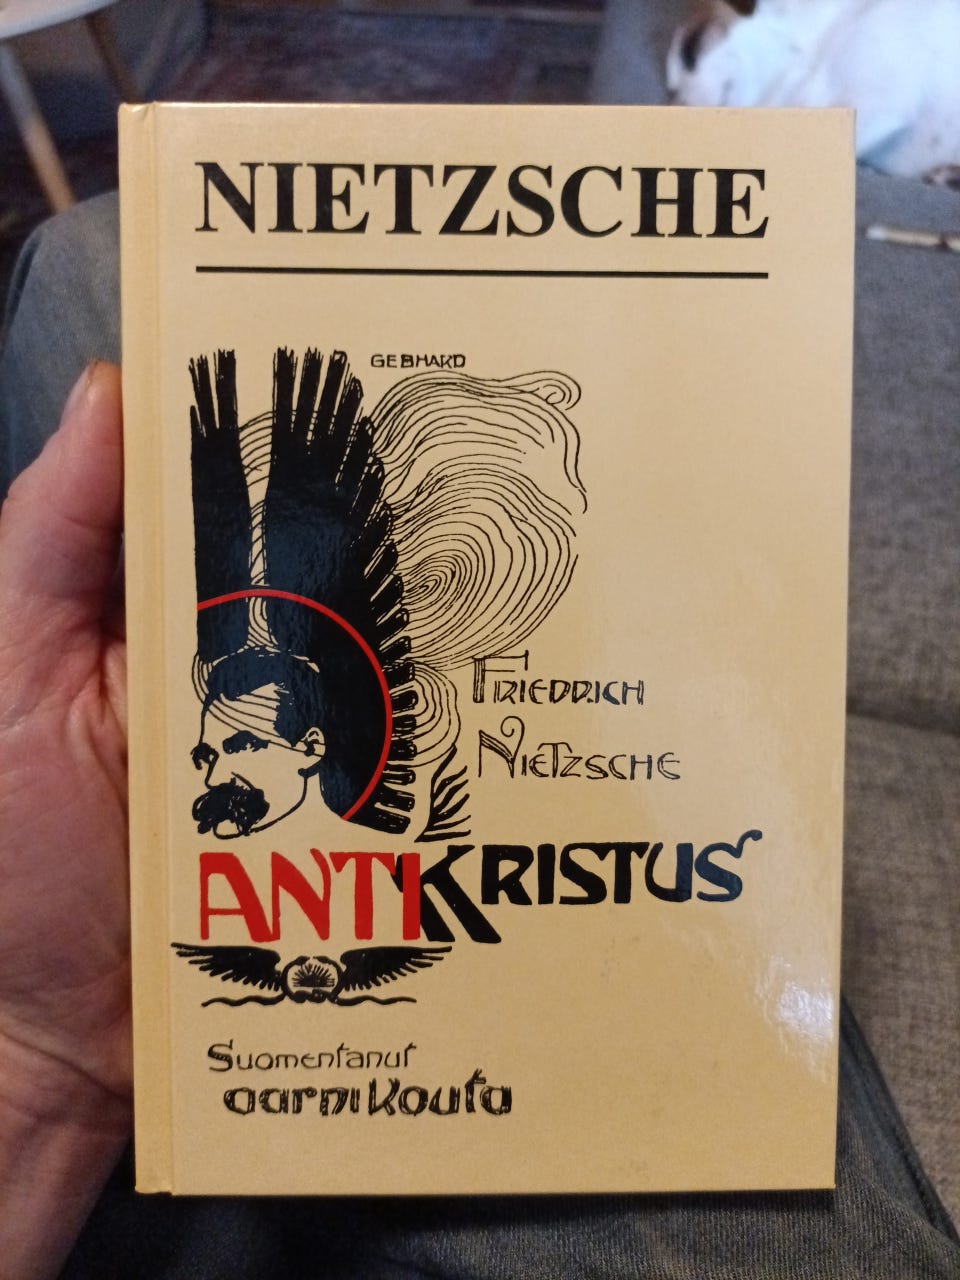 NIETZSCHE
GEBHARD
FRIEDRICH
NIETZSCHE
ANTIKRISTUS
Suomentanut
aarni Kouta